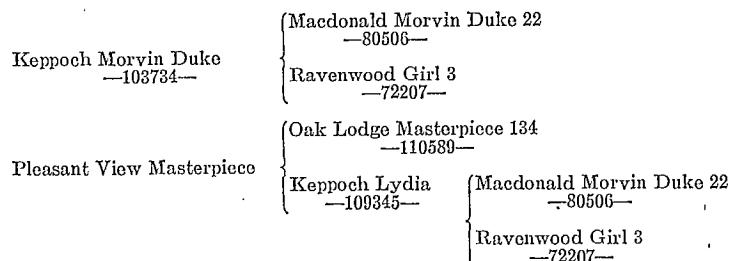 Macdonald Morvin Duke 22
—80506—
Keppoch Morvin Duke
—103734—
Ravenwood Girl 3
—72207—
Oak Lodge Masterpiece 134
—110589—
Pleasant View Masterpiece
Keppoch Lydia
—109345—
Macdonald Morvin Duke 22
—80506—
Ravenwood Girl 3
—72207—